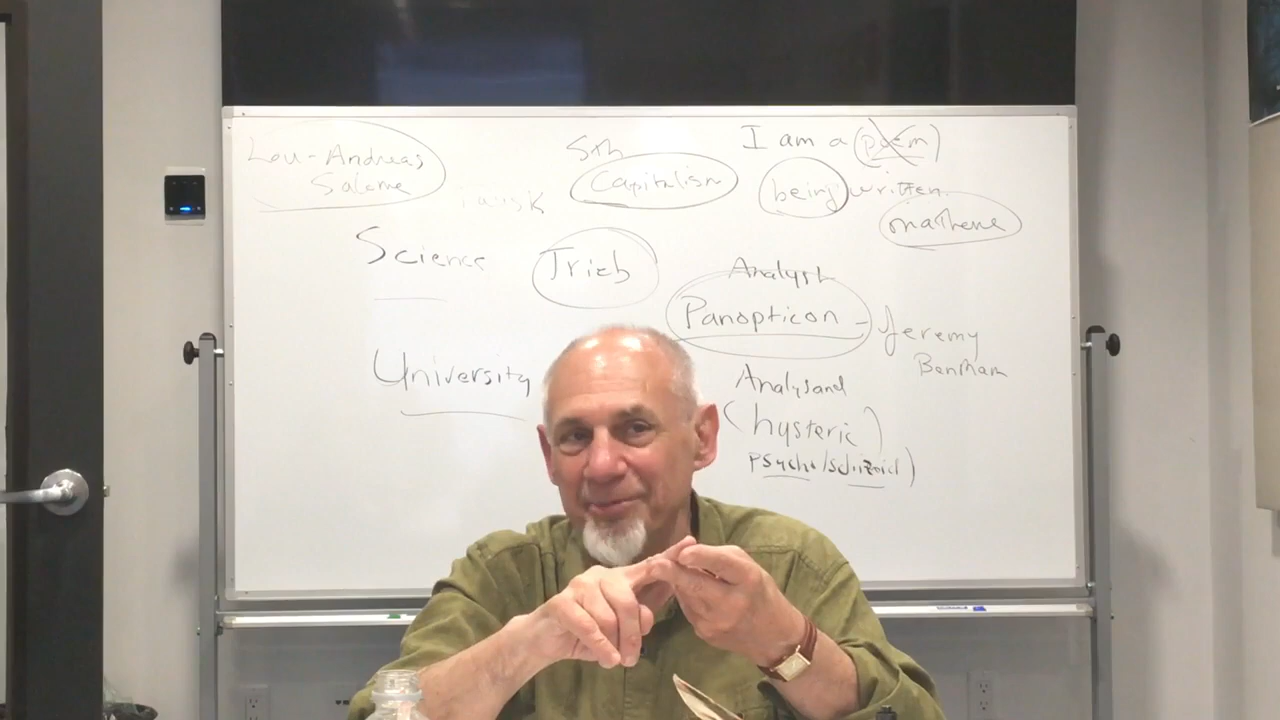 Lou-Andreas
Salome
5th
Capitalism
I am a (poem)
being written
matheme
Science
Trieb
Analyst
Panopticon - Jeremy
Bentham
University
Analysand
(hysteric)
psycho/schizoid)